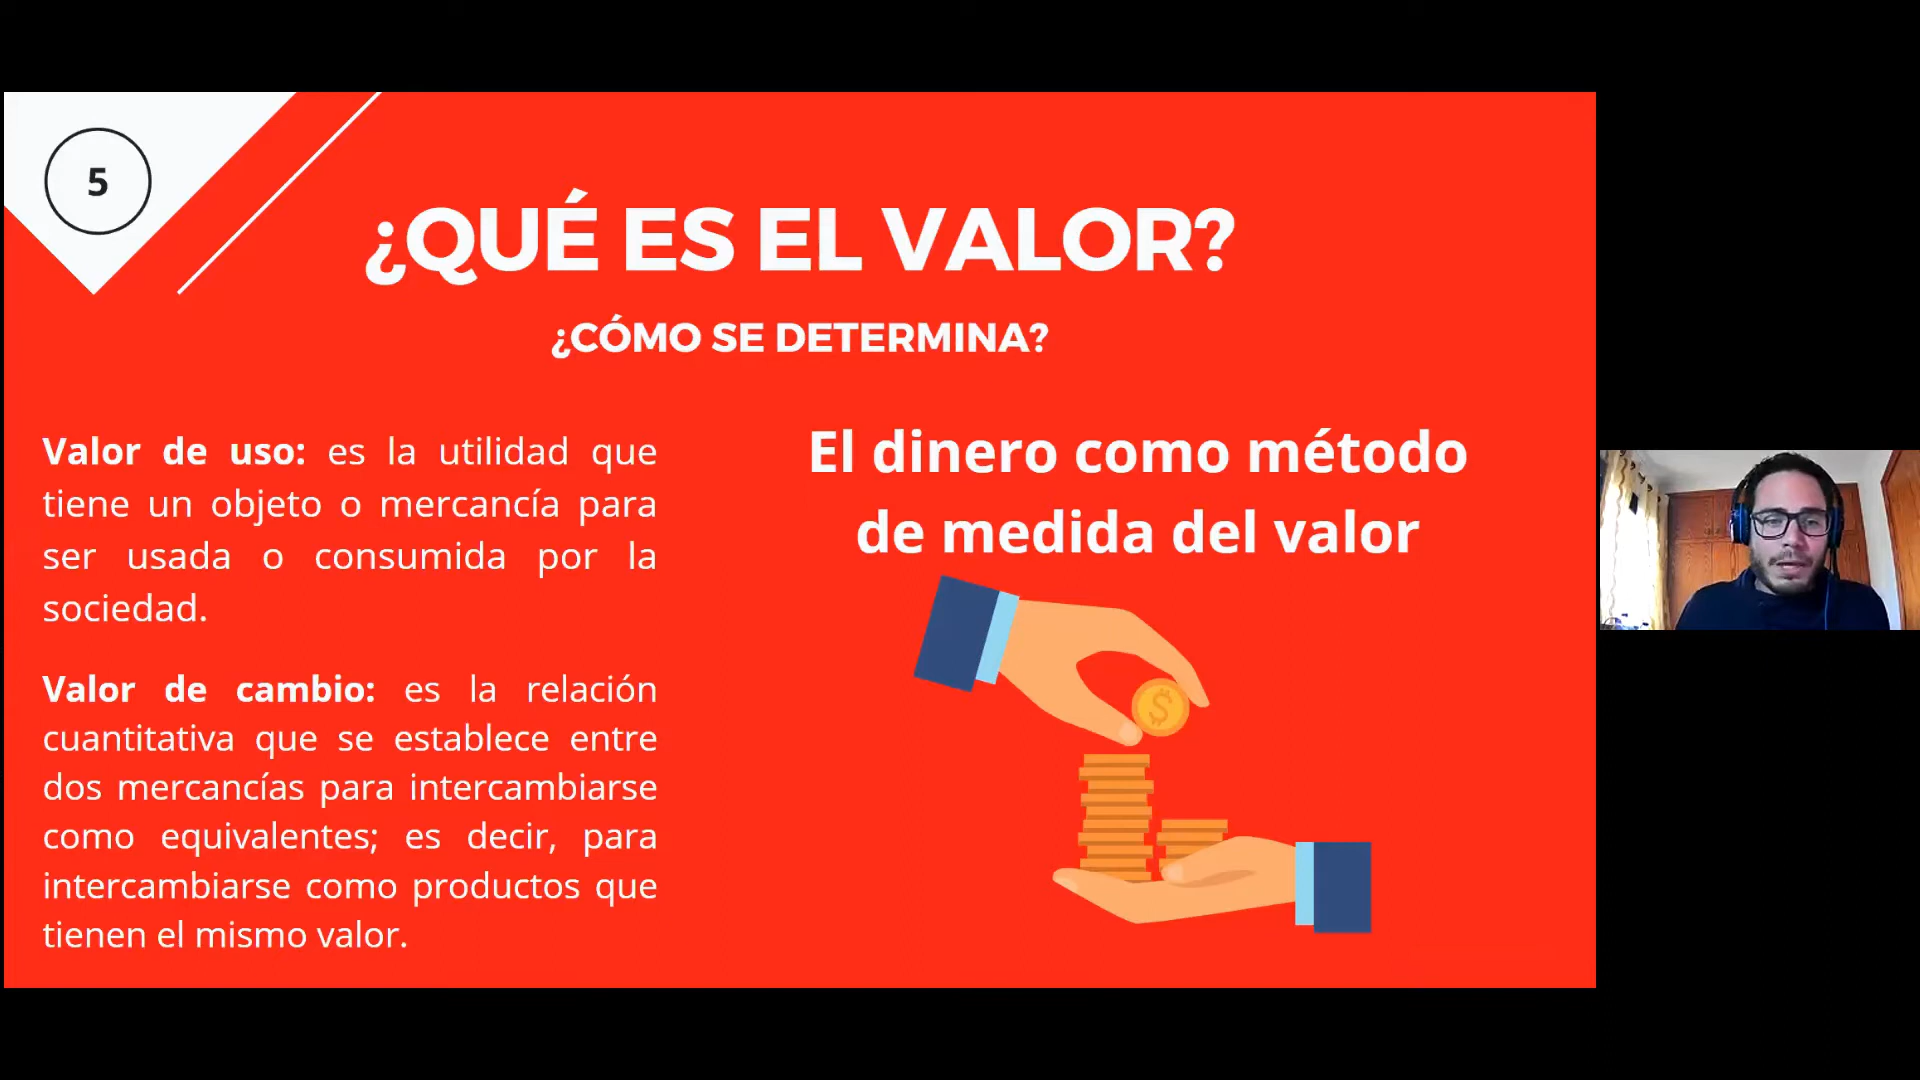 5
¿QUÉ ES EL VALOR?
¿CÓMO SE DETERMINA?
Valor de uso: es la utilidad que
tiene un objeto o mercancía para
ser usada o consumida por la
sociedad.
Valor de cambio: es la relación
cuantitativa que se establece entre
dos mercancías para intercambiarse
como equivalentes; es decir, para
intercambiarse como productos que
tienen el mismo valor.
El dinero como método
de medida del valor
$